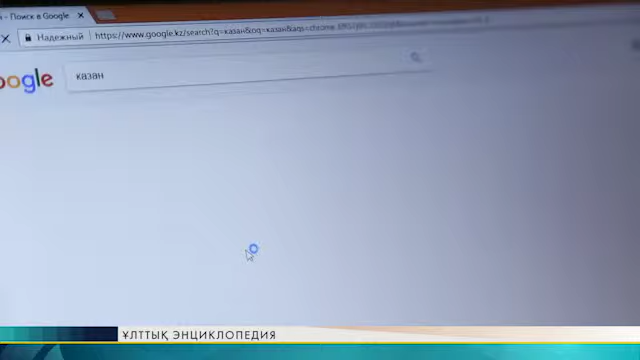 - Поиск в Google
Надежный https://www.google.kz/search?q=казан&oq=казан&aqs=chrome
oogle казан
ҰЛТТЫҚ ЭНЦИКЛОПЕДИЯ